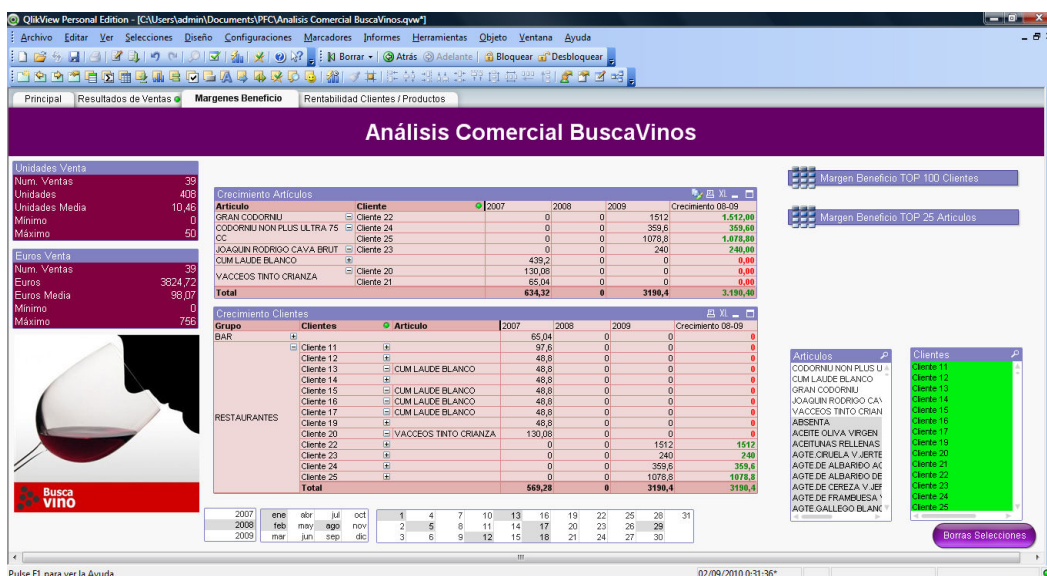 QlikView Personal Edition - [C:\Users\admin\Documents\PFC\Analisis Comercial BuscaVinos.qvw*]
Archivo Editar Ver Selecciones Diseño Configuraciones Marcadores Informes Herramientas Objeto Ventana Ayuda
Borrar Atrás Adelante Bloquear Desbloquear
Principal Resultados de Ventas Margenes Beneficio Rentabilidad Clientes / Productos
Análisis Comercial BuscaVinos
Unidades Venta
Num. Ventas 39
Unidades 408
Unidades Media 10,46
Mínimo 0
Máximo 50
Euros Venta
Num. Ventas 39
Euros 3824,72
Euros Media 98,07
Mínimo 0
Máximo 756
Busca
vino
Crecimiento Artículos XL
Articulo Cliente 2007 2008 2009 Crecimiento 08-09
GRAN CODORNIU Cliente 22 0 0 1512 1.512,00
CODORNIU NON PLUS ULTRA 75 Cliente 24 0 0 359,6 359,60
CC Cliente 25 0 0 1078,8 1.078,80
JOAQUIN RODRIGO CAVA BRUT Cliente 23 0 0 240 240,00
CUM LAUDE BLANCO 439,2 0 0 0,00
VACCEOS TINTO CRIANZA Cliente 20 130,08 0 0 0,00
Cliente 21 65,04 0 0 0,00
Total 634,32 0 3190,4 3.190,40
Crecimiento Clientes XL
Grupo Clientes Articulo 2007 2008 2009 Crecimiento 08-09
BAR 65,04 0 0 0
RESTAURANTES
Cliente 11 97,6 0 0 0
Cliente 12 48,8 0 0 0
Cliente 13 CUM LAUDE BLANCO 48,8 0 0 0
Cliente 14 48,8 0 0 0
Cliente 15 CUM LAUDE BLANCO 48,8 0 0 0
Cliente 16 CUM LAUDE BLANCO 48,8 0 0 0
Cliente 17 CUM LAUDE BLANCO 48,8 0 0 0
Cliente 19 48,8 0 0 0
Cliente 20 VACCEOS TINTO CRIANZA 130,08 0 0 0
Cliente 22 0 0 1512 1512
Cliente 23 0 0 240 240
Cliente 24 0 0 359,6 359,6
Cliente 25 0 0 1078,8 1078,8
Total 569,28 0 3190,4 3190,4
2007 ene abr jul oct 1 4 7 10 13 16 19 22 25 28 31
2008 feb may ago nov 2 5 8 11 14 17 20 23 26 29
2009 mar jun sep dic 3 6 9 12 15 18 21 24 27 30
Margen Beneficio TOP 100 Clientes
Margen Beneficio TOP 25 Articulos
Articulos
CODORNIU NON PLUS U
CUM LAUDE BLANCO
GRAN CODORNIU
JOAQUIN RODRIGO CA
VACCEOS TINTO CRIAN
ABSENTA
ACEITE OLIVA VIRGEN
ACEITUNAS RELLENAS
AGTE.CIRUELA V.JERTE
AGTE.DE ALBARIÐO AC
AGTE.DE ALBARIÐO DE
AGTE.DE CEREZA V.JEF
AGTE.DE FRAMBUESA
AGTE.GALLEGO BLANC
Clientes
Cliente 11
Cliente 12
Cliente 13
Cliente 14
Cliente 15
Cliente 16
Cliente 17
Cliente 19
Cliente 20
Cliente 21
Cliente 22
Cliente 23
Cliente 24
Cliente 25
Borras Selecciones
Pulse F1 para ver la Ayuda 02/09/2010 0:31:36*